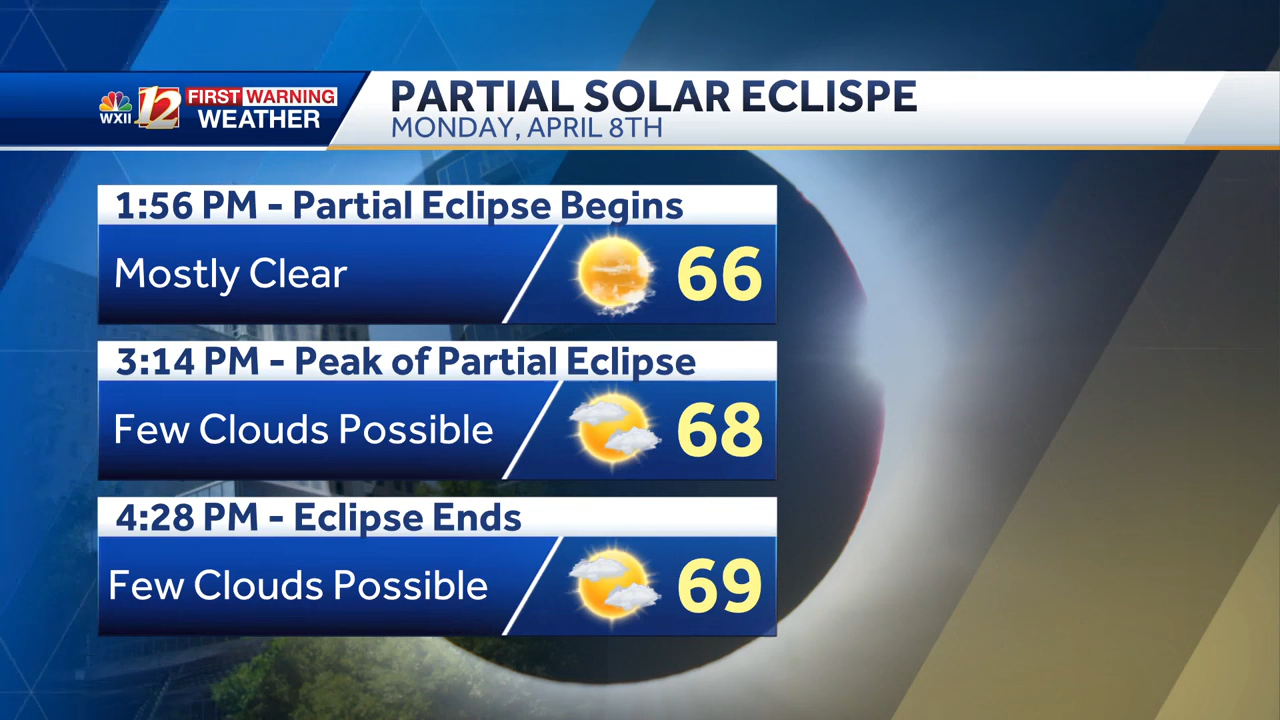 WXII 12 FIRST WARNING
WEATHER
PARTIAL SOLAR ECLISPE
MONDAY, APRIL 8TH
1:56 PM - Partial Eclipse Begins
Mostly Clear 66
3:14 PM - Peak of Partial Eclipse
Few Clouds Possible 68
4:28 PM - Eclipse Ends
Few Clouds Possible 69